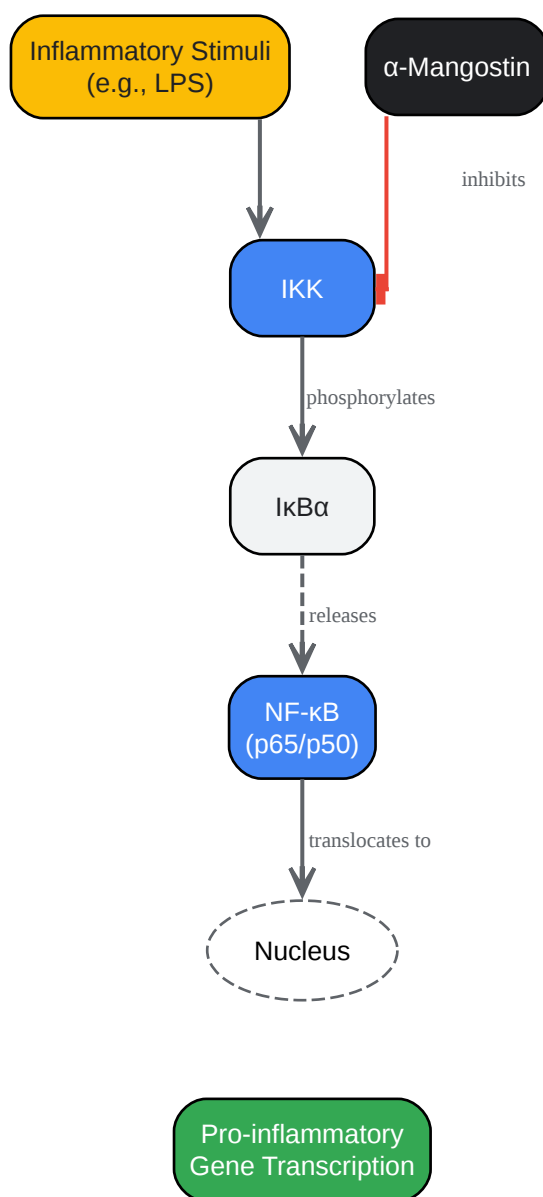 Inflammatory Stimuli
(e.g., LPS)
α-Mangostin
inhibits
IKK
phosphorylates
IκBα
releases
NF-κB
(p65/p50)
translocates to
Nucleus
Pro-inflammatory
Gene Transcription